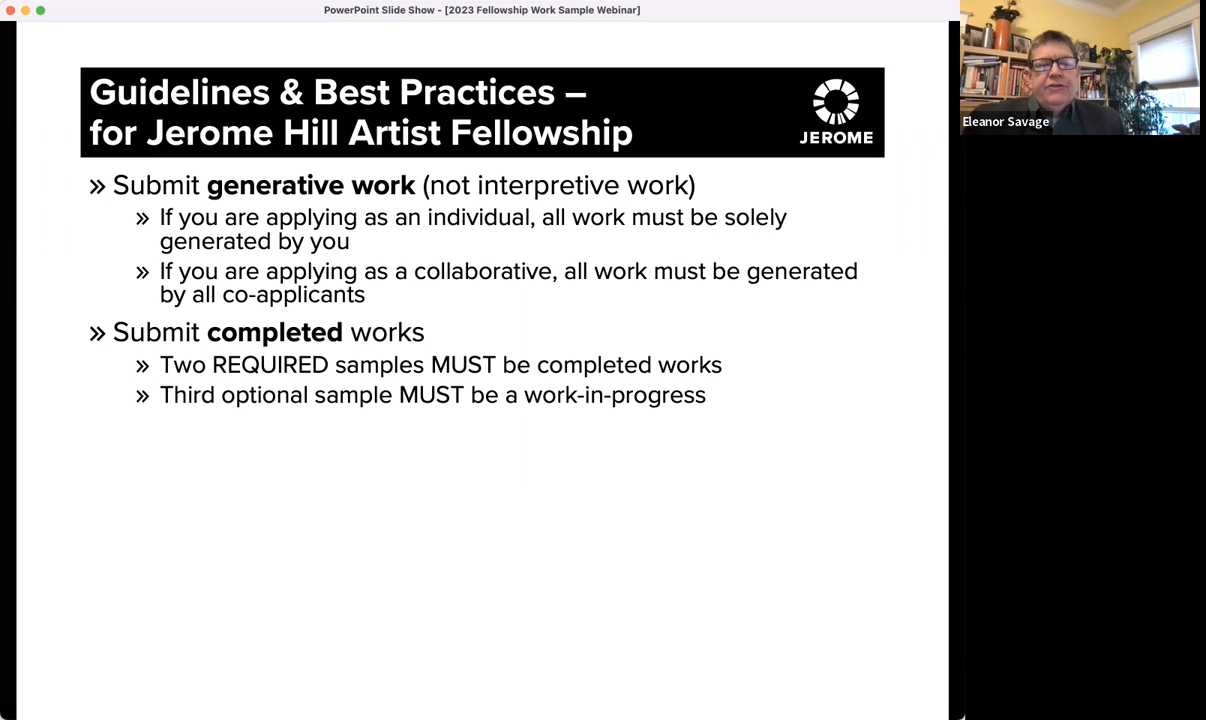 PowerPoint Slide Show - [2023 Fellowship Work Sample Webinar]
Guidelines & Best Practices –
for Jerome Hill Artist Fellowship
JEROME
Eleanor Savage
» Submit generative work (not interpretive work)
» If you are applying as an individual, all work must be solely
generated by you
» If you are applying as a collaborative, all work must be generated
by all co-applicants
» Submit completed works
» Two REQUIRED samples MUST be completed works
» Third optional sample MUST be a work-in-progress